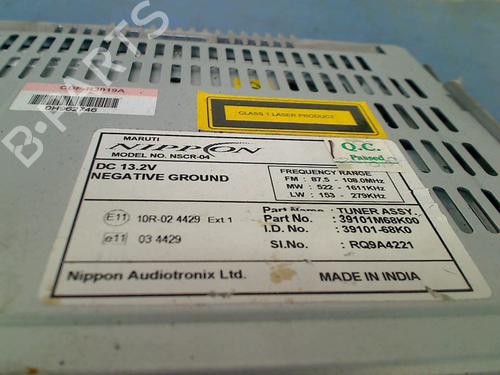 CDF-R8019A
0H962746
CLASS 1 LASER PRODUCT
MARUTI
NIPPON
MODEL NO. NSCR-04
Q.C.
Passed
DC 13.2V
NEGATIVE GROUND
FREQUENCY RANGE
FM : 87.5 - 108.0MHz
MW : 522 - 1611KHz
LW : 153 - 279KHz
E11 10R-02 4429 Ext.1
e11 03 4429
Part Name : TUNER ASSY.
Part No. : 39101M68K00
I.D. No. : 39101-68K0
Sl.No. : RQ9A4221
Nippon Audiotronix Ltd.
MADE IN INDIA
B-PARTS